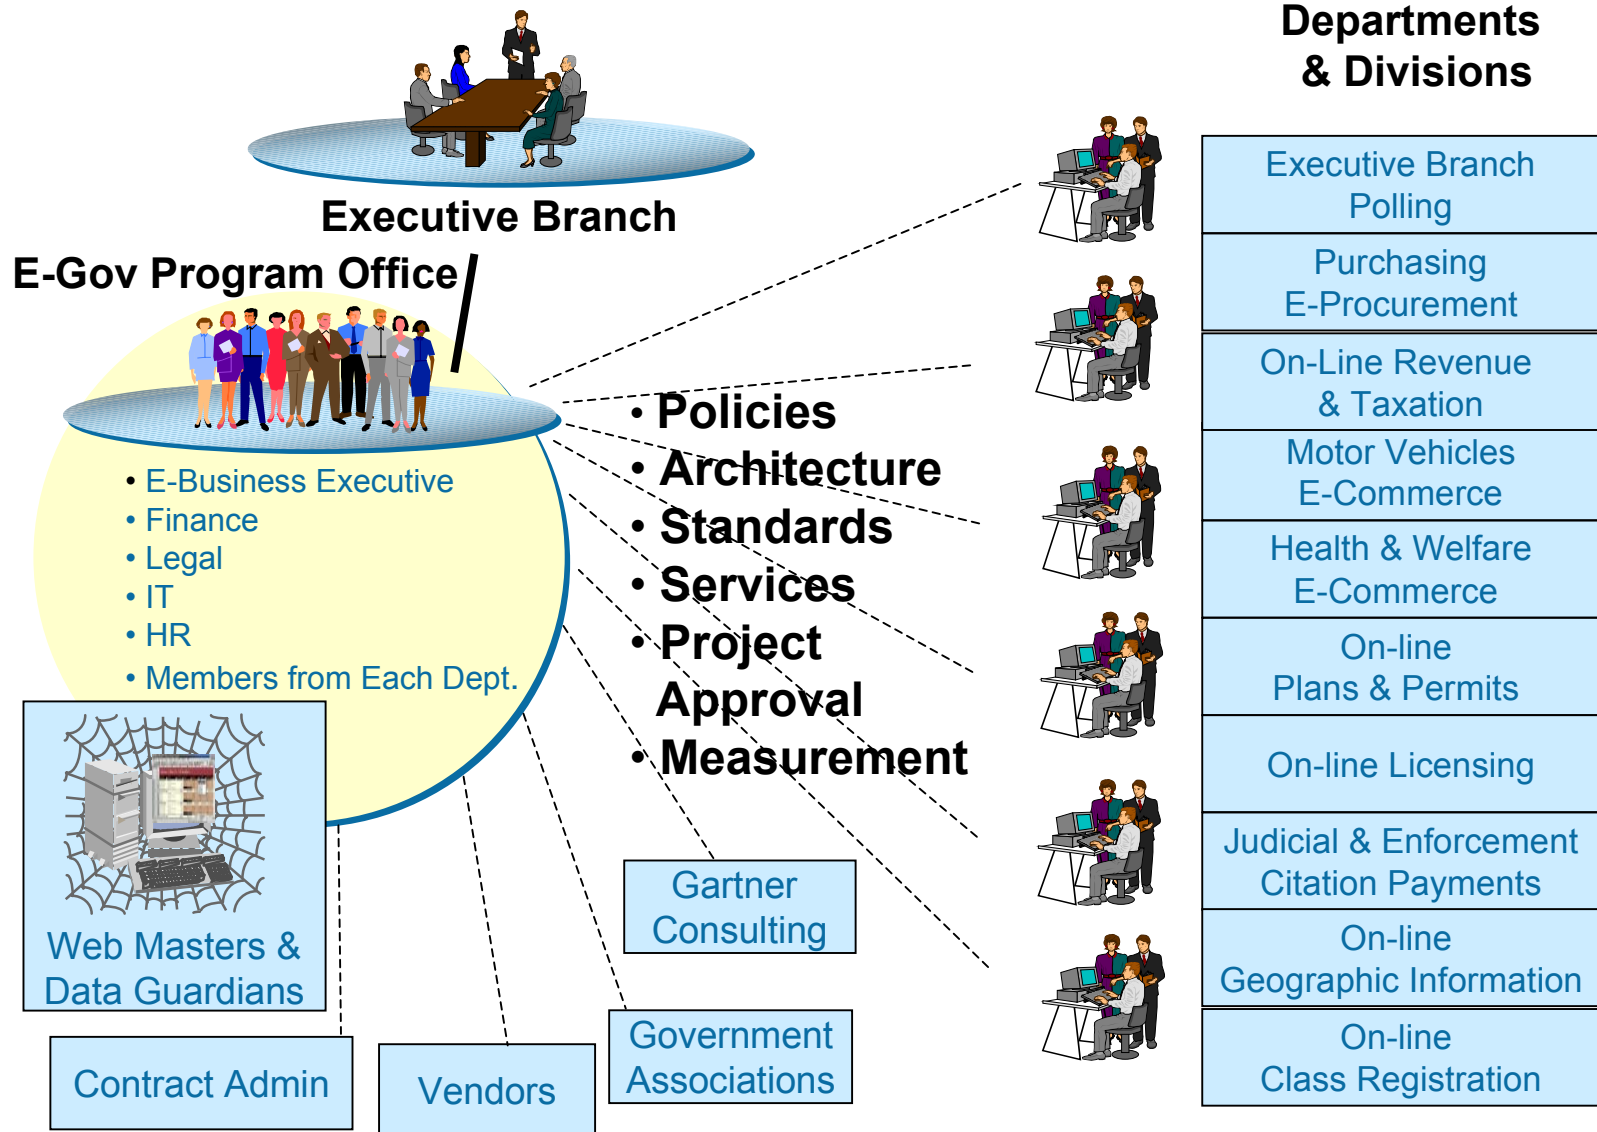 Departments
& Divisions
Executive Branch
E-Gov Program Office
• E-Business Executive
• Finance
• Legal
• IT
• HR
• Members from Each Dept.
Web Masters &
Data Guardians
Contract Admin
Vendors
Government
Associations
Gartner
Consulting
• Policies
• Architecture
• Standards
• Services
• Project
Approval
• Measurement
Executive Branch
Polling
Purchasing
E-Procurement
On-Line Revenue
& Taxation
Motor Vehicles
E-Commerce
Health & Welfare
E-Commerce
On-line
Plans & Permits
On-line Licensing
Judicial & Enforcement
Citation Payments
On-line
Geographic Information
On-line
Class Registration